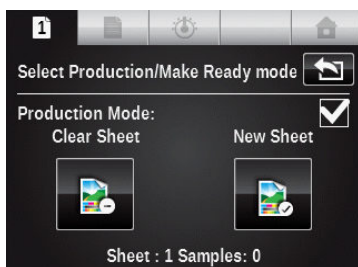 1
Select Production/Make Ready mode
Production Mode:
Clear Sheet New Sheet
Sheet : 1 Samples: 0